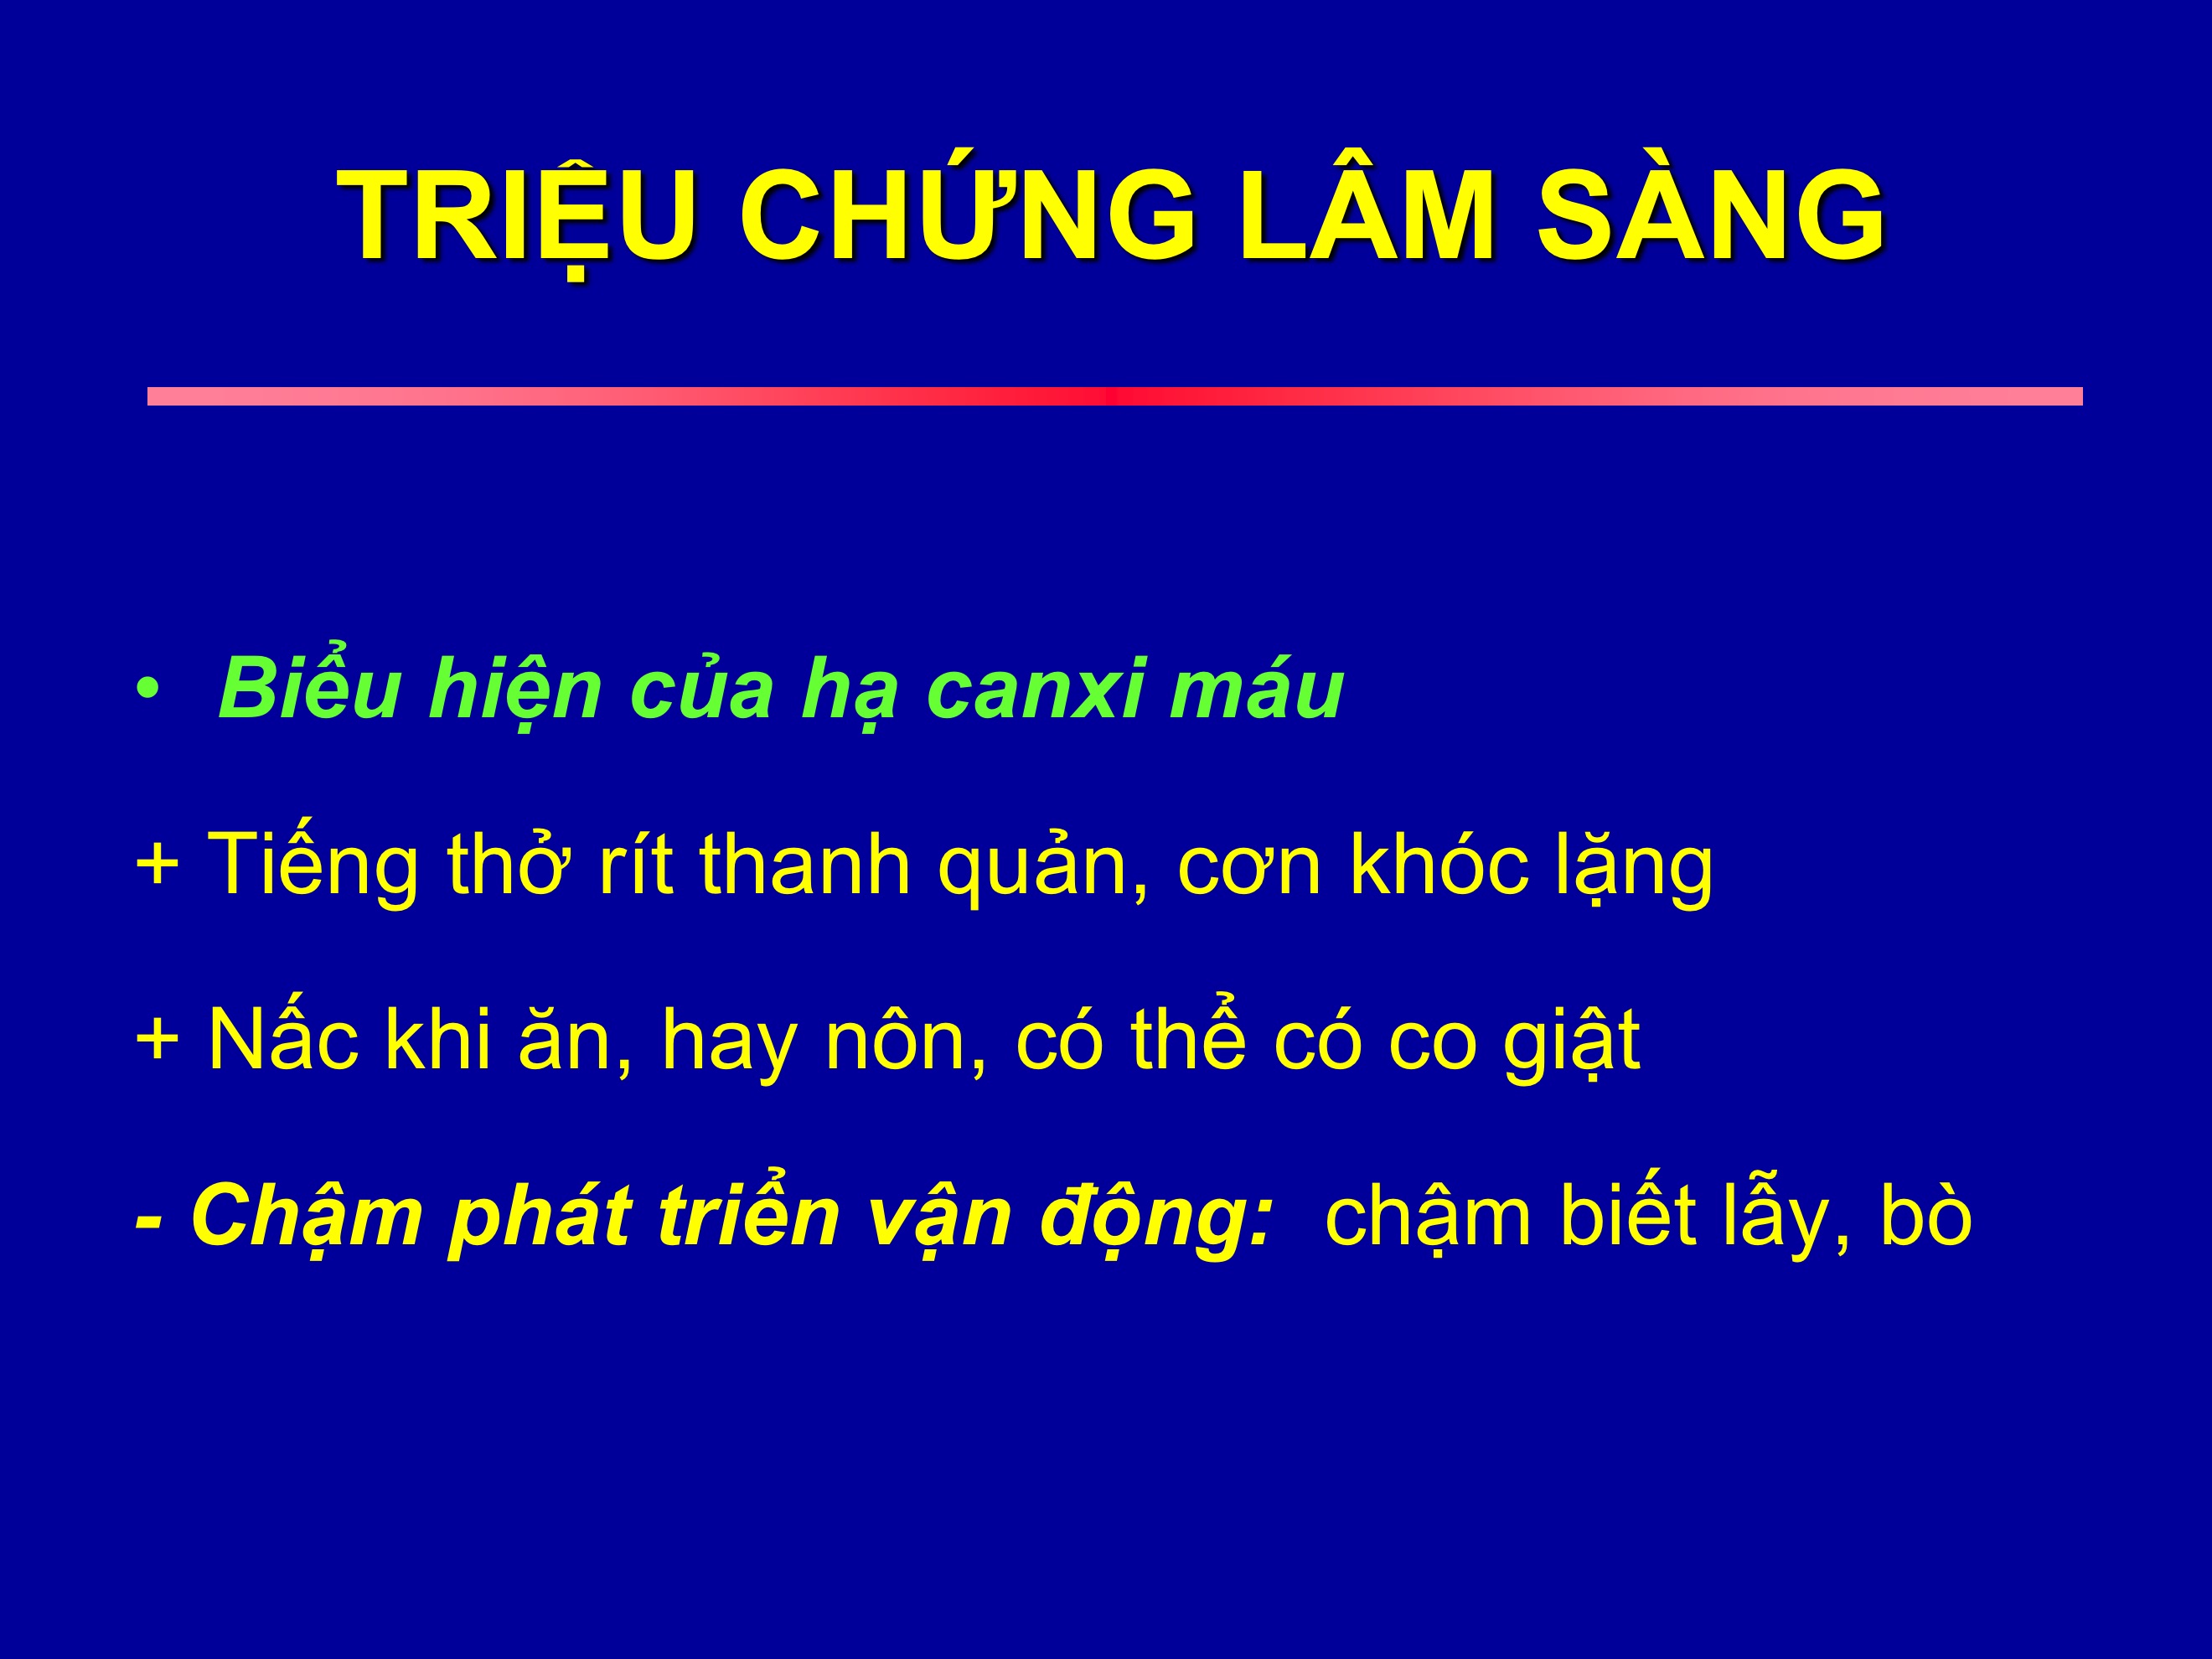 TRIỆU CHỨNG LÂM SÀNG
• Biểu hiện của hạ canxi máu
+ Tiếng thở rít thanh quản, cơn khóc lặng
+ Nấc khi ăn, hay nôn, có thể có co giật
- Chậm phát triển vận động: chậm biết lẫy, bò